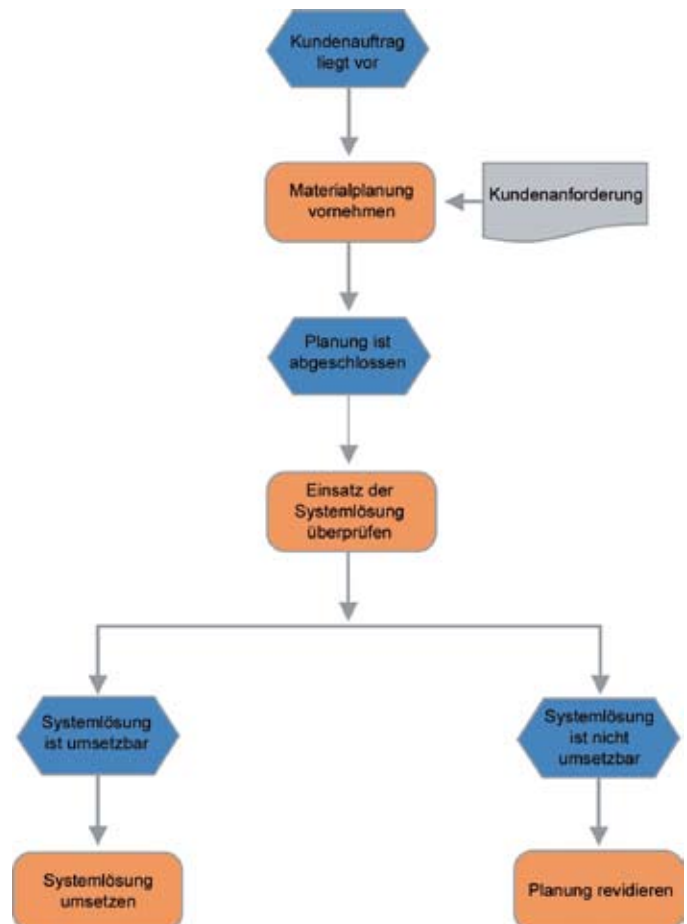 Kundenauftrag
liegt vor
Materialplanung
vornehmen
Kundenanforderung
Planung ist
abgeschlossen
Einsatz der
Systemlösung
überprüfen
Systemlösung
ist umsetzbar
Systemlösung
ist nicht
umsetzbar
Systemlösung
umsetzen
Planung revidieren